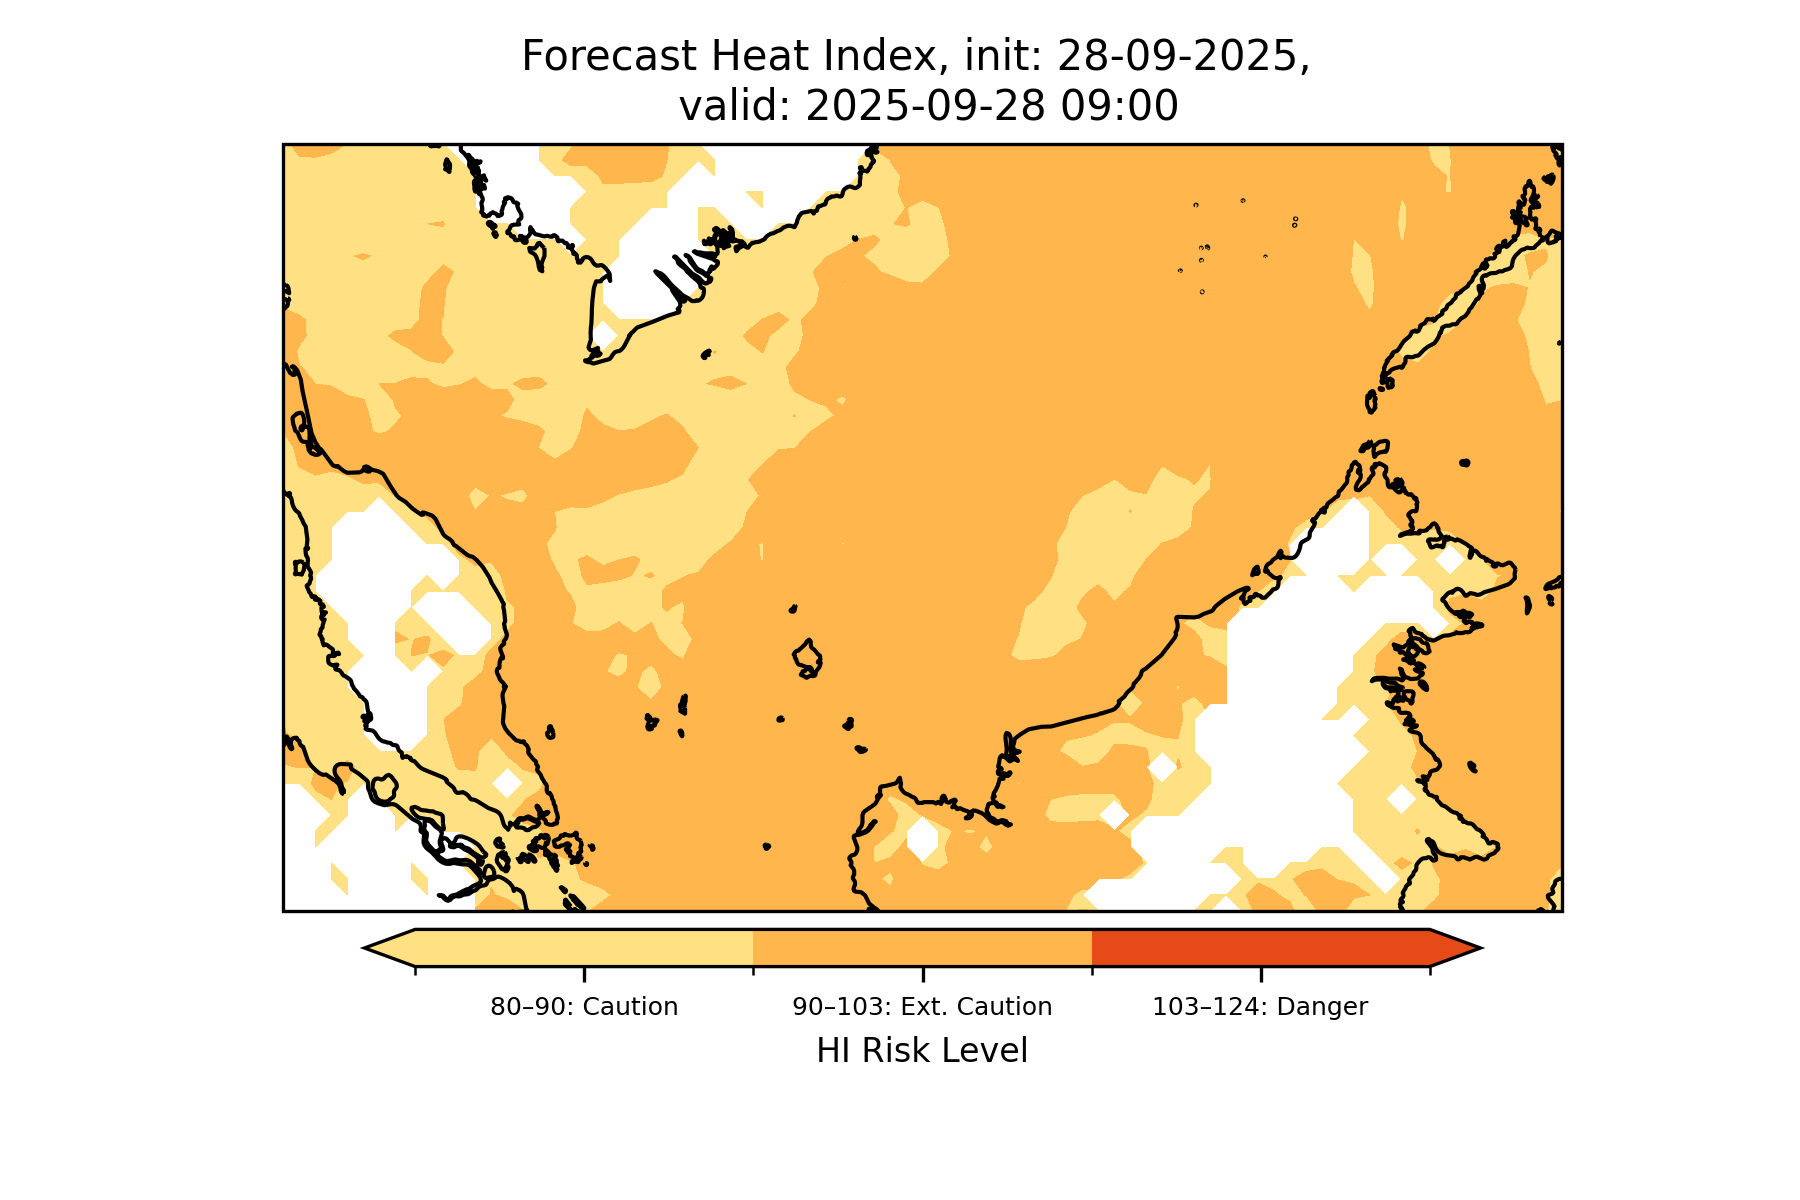 Forecast Heat Index, init: 28-09-2025,
valid: 2025-09-28 09:00
80–90: Caution
90–103: Ext. Caution
103–124: Danger
HI Risk Level